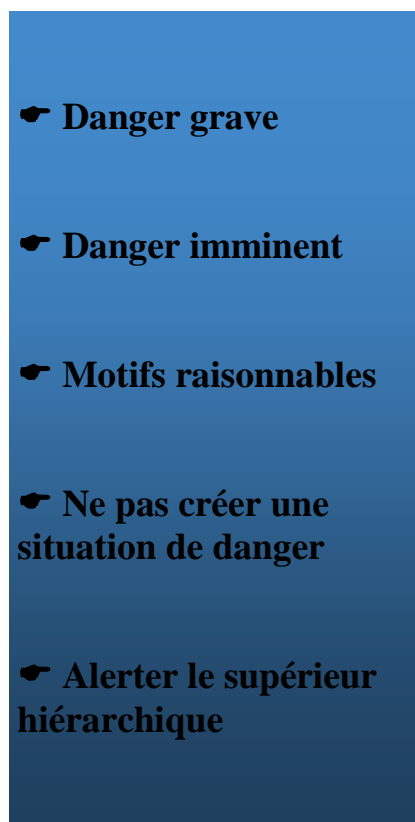 ☛ Danger grave
☛ Danger imminent
☛ Motifs raisonnables
☛ Ne pas créer une
situation de danger
☛ Alerter le supérieur
hiérarchique